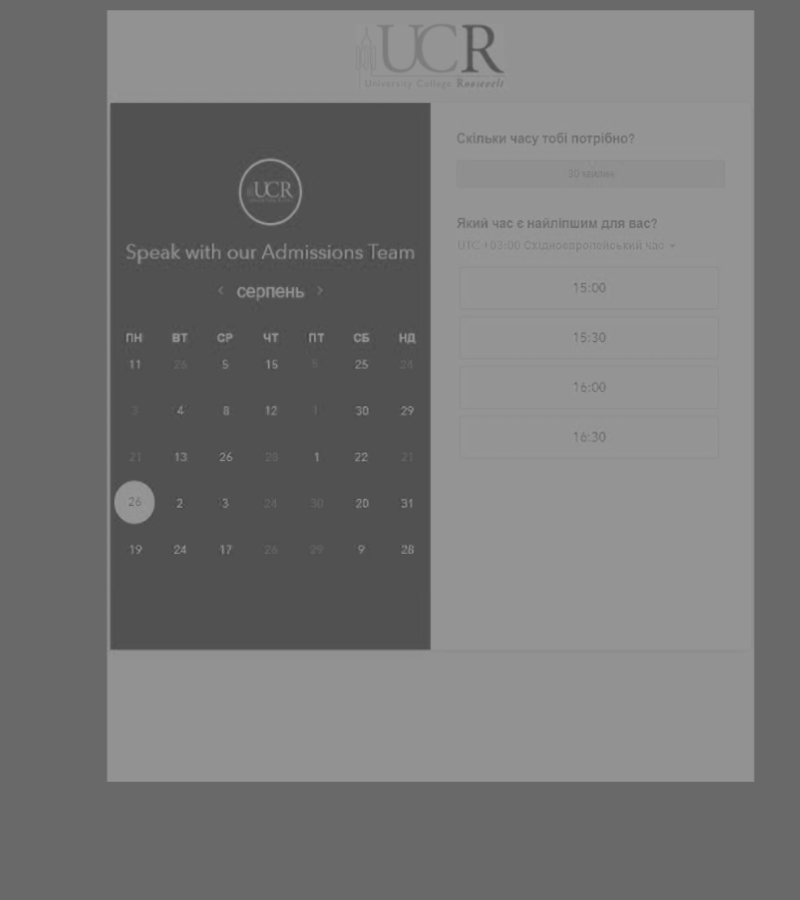 UCR
University College Roosevelt
UCR
Speak with our Admissions Team
‹ серпень ›
ПН ВТ СР ЧТ ПТ СБ НД
11 26 5 15 25 24
3 4 8 12 1 30 29
21 13 26 28 1 22 21
26 2 3 24 30 20 31
19 24 17 26 29 9 28
Скільки часу тобі потрібно?
30 хвилин
Який час є найліпшим для вас?
UTC +03:00 Східноєвропейський час
15:00
15:30
16:00
16:30